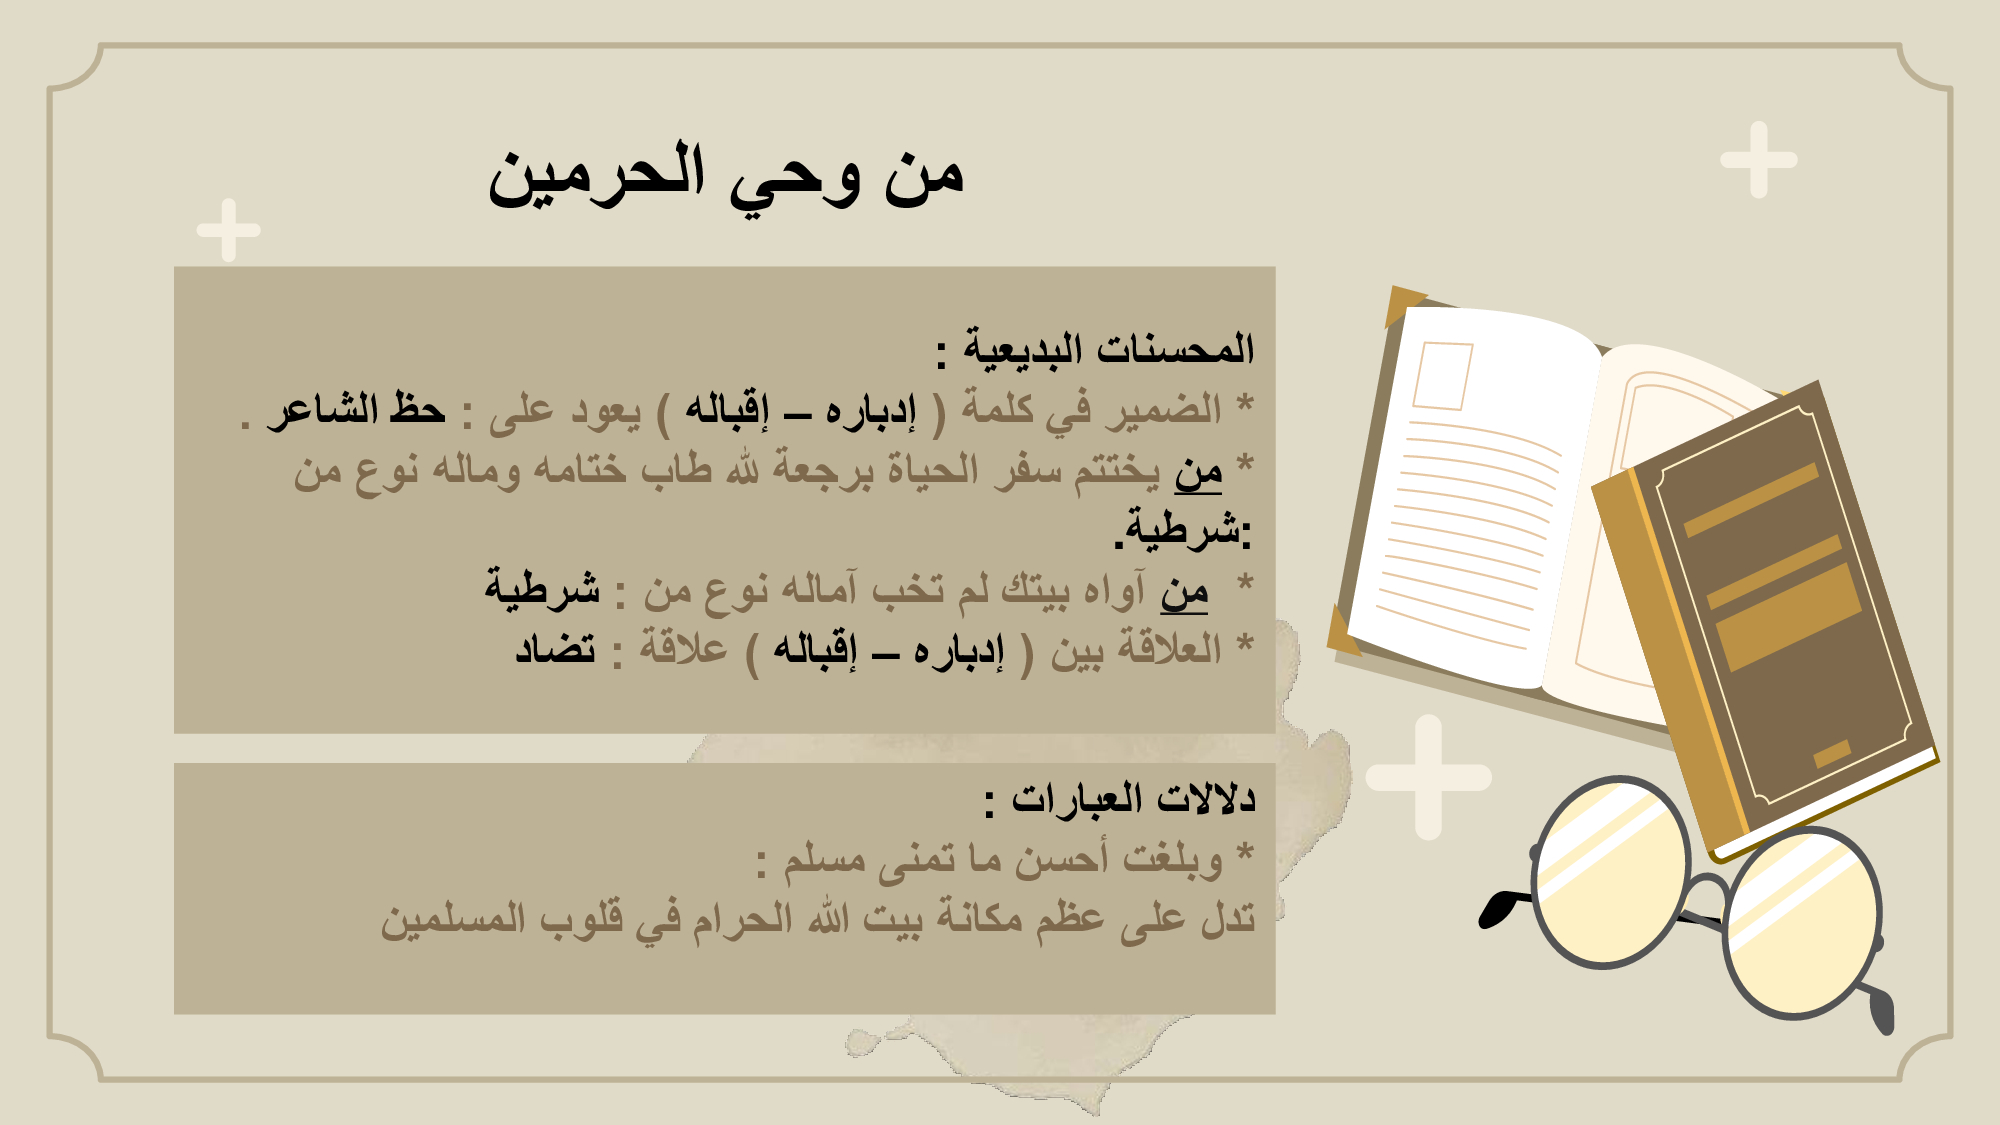 من وحي الحرمين
المحسنات البديعية :
* الضمير في كلمة ( إدباره – إقباله ) يعود على : حظ الشاعر .
* من يختتم سفر الحياة برجعة لله طاب ختامه وماله نوع من
:شرطية.
* من آواه بيتك لم تخب آماله نوع من : شرطية
* العلاقة بين ( إدباره – إقباله ) علاقة : تضاد
دلالات العبارات :
* وبلغت أحسن ما تمنى مسلم :
تدل على عظم مكانة بيت الله الحرام في قلوب المسلمين